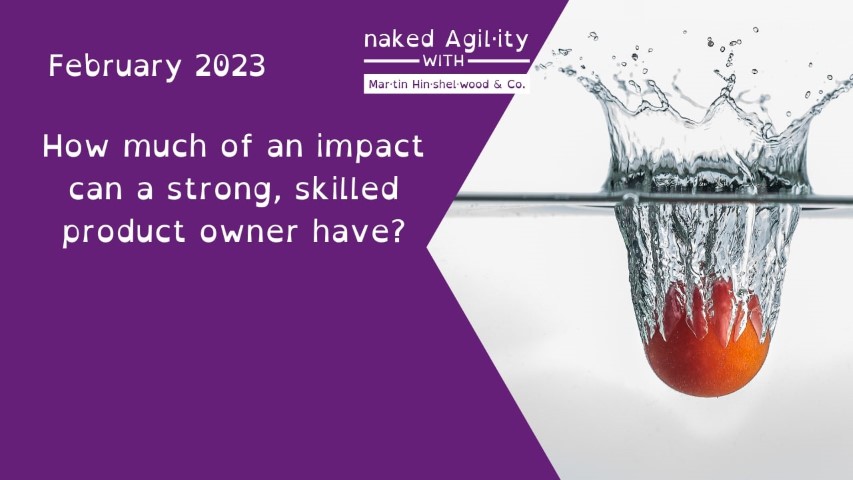 February 2023
naked Agil·ity
WITH
Mar·tin Hin·shel·wood & Co.
How much of an impact
can a strong, skilled
product owner have?